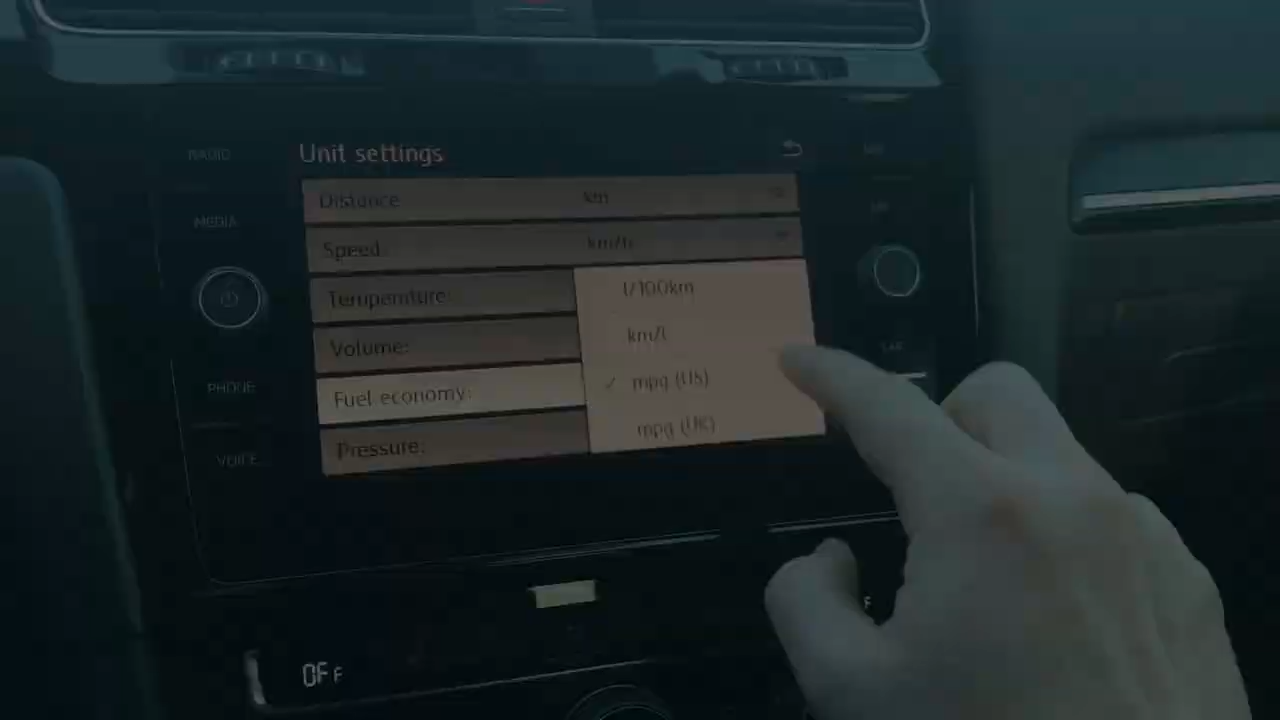 RADIO
Unit settings
MEDIA
Distance
km
Speed:
km/h
Temperature:
l/100km
Volume:
km/l
Fuel economy:
✓ mpg (US)
Pressure:
mpg (UK)
PHONE
VOICE
CAR
OFF
F